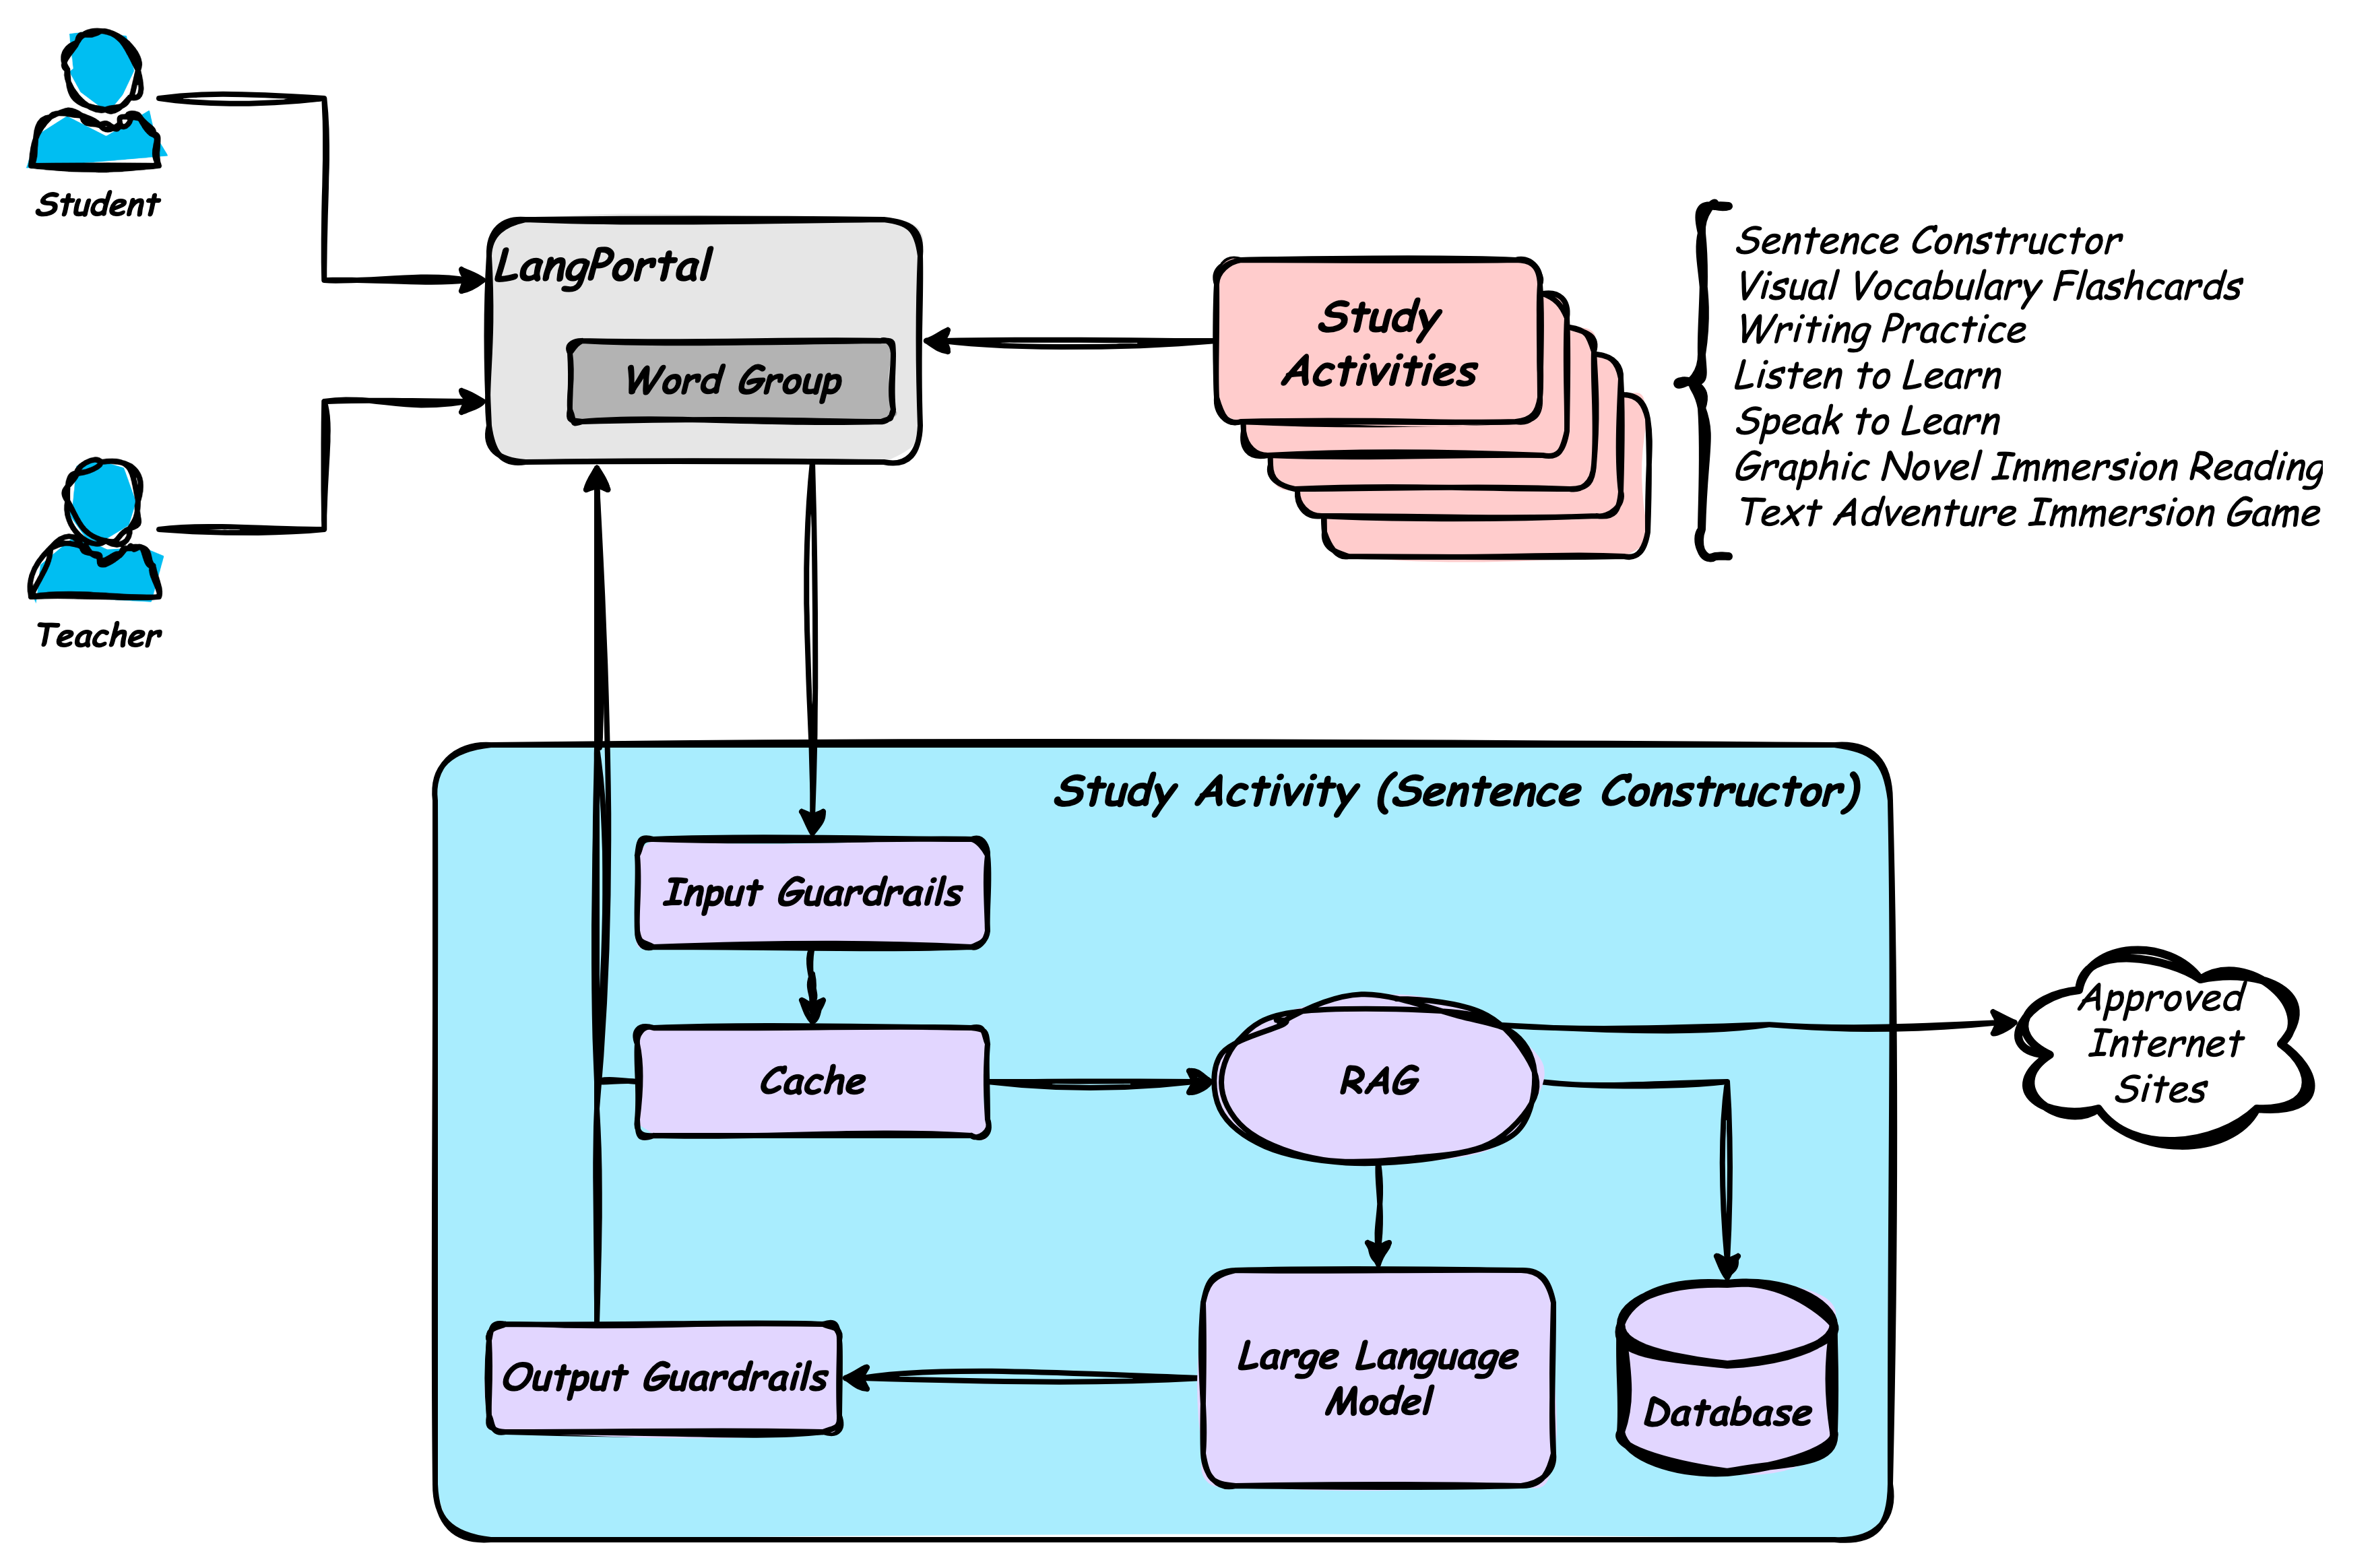 Student
LangPortal
Word Group
Teacher
Study
Activities
Sentence Constructor
Visual Vocabulary Flashcards
Writing Practice
Listen to Learn
Speak to Learn
Graphic Novel Immersion Reading
Text Adventure Immersion Game
Study Activity (Sentence Constructor)
Input Guardrails
Cache
RAG
Approved
Internet
Sites
Output Guardrails
Large Language
Model
Database